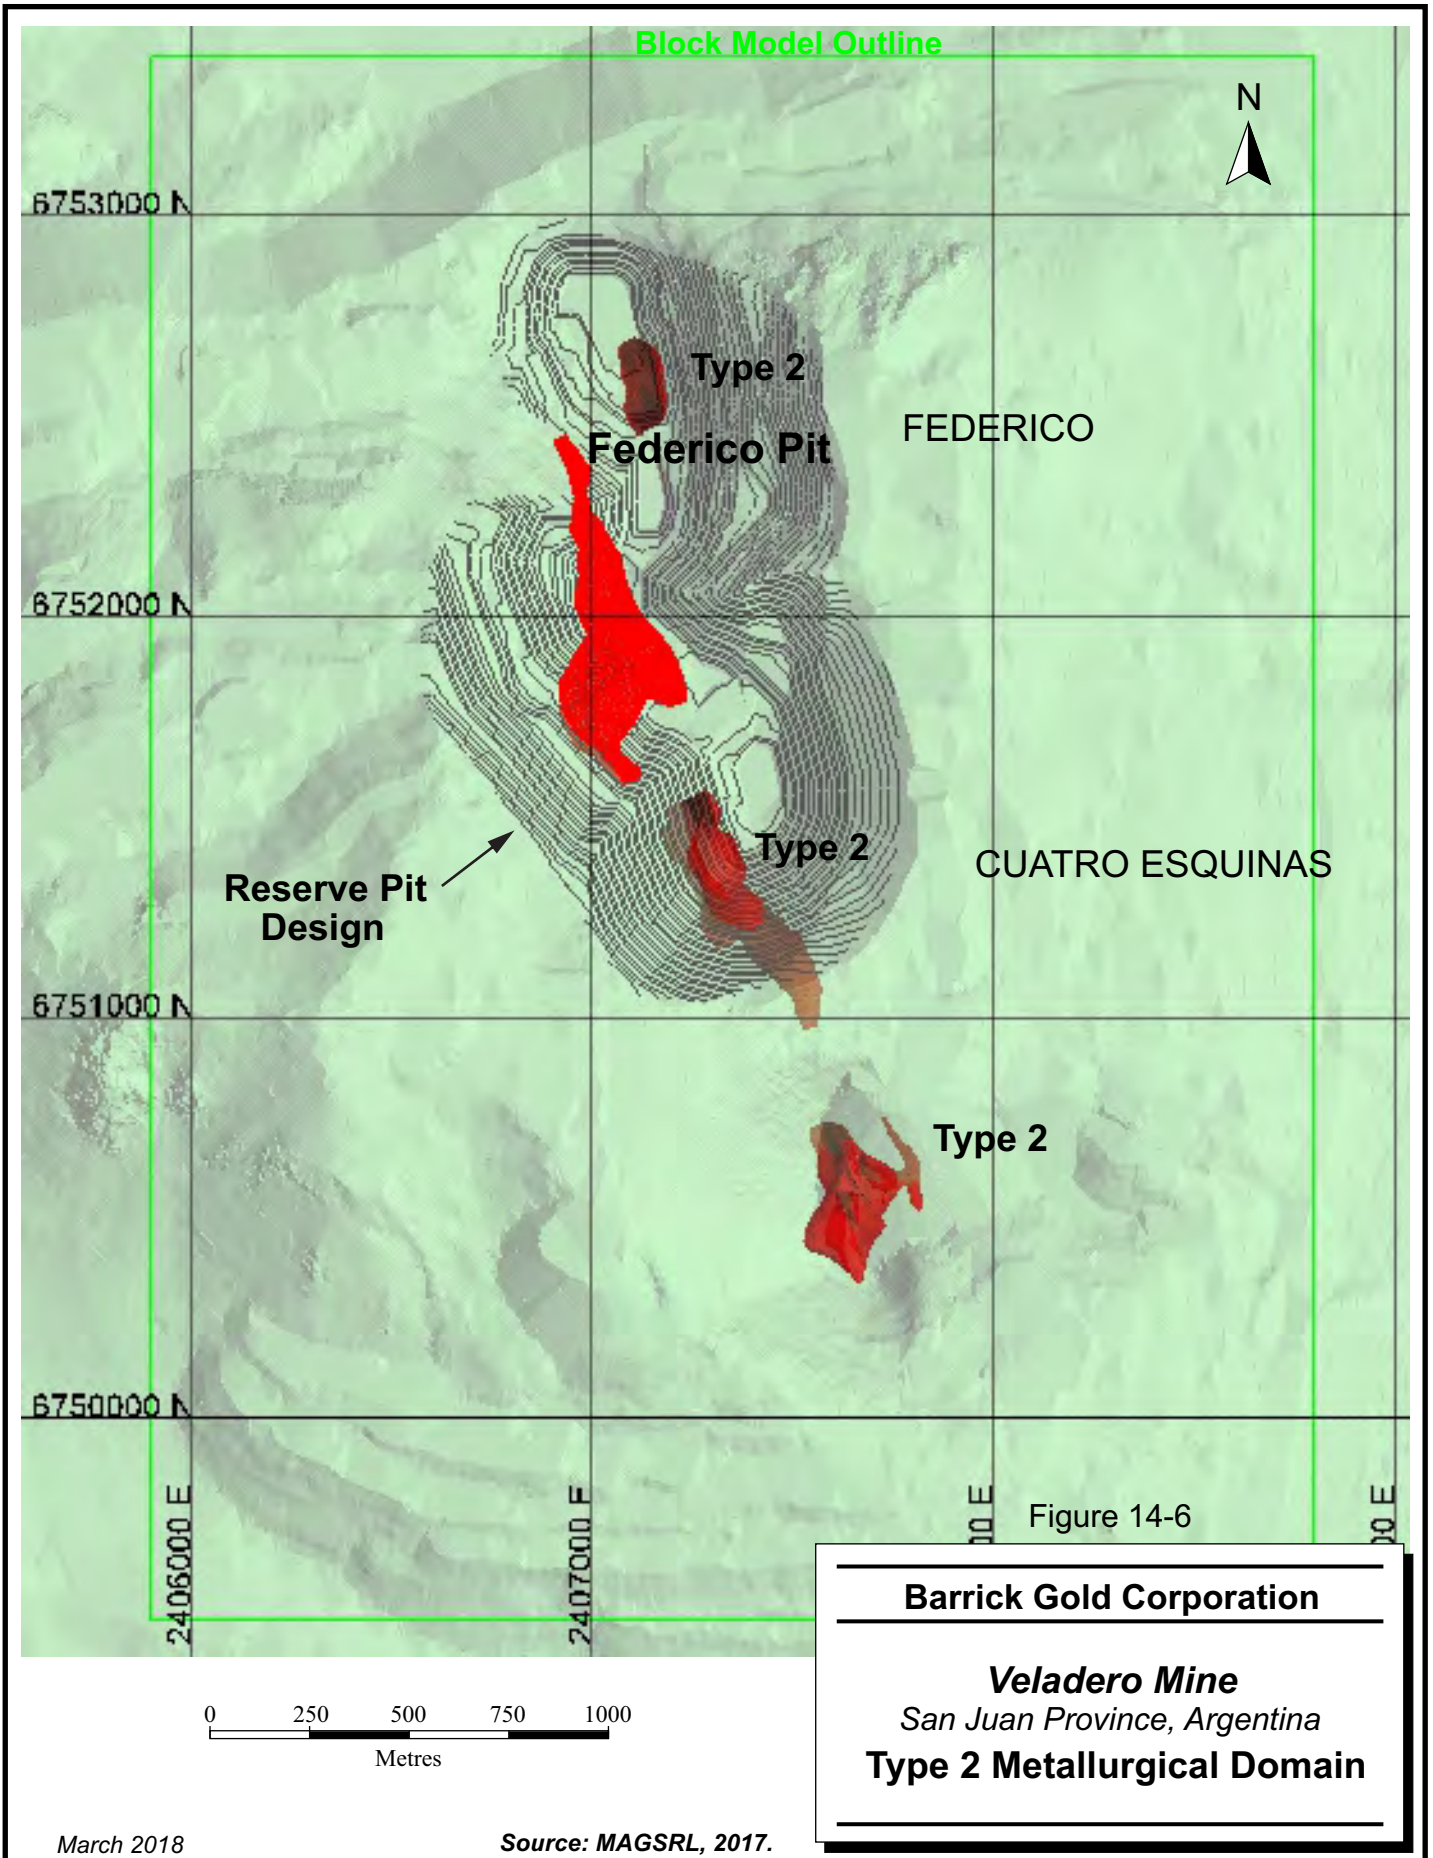 Block Model Outline
N
6753000 N
Type 2
FEDERICO
Federico Pit
6752000 N
Type 2
CUATRO ESQUINAS
Reserve Pit
Design
6751000 N
Type 2
6750000 N
2406000 E
2407000 E
00 E
00 E
Figure 14-6
Barrick Gold Corporation
Veladero Mine
San Juan Province, Argentina
Type 2 Metallurgical Domain
0 250 500 750 1000
Metres
March 2018
Source: MAGSRL, 2017.